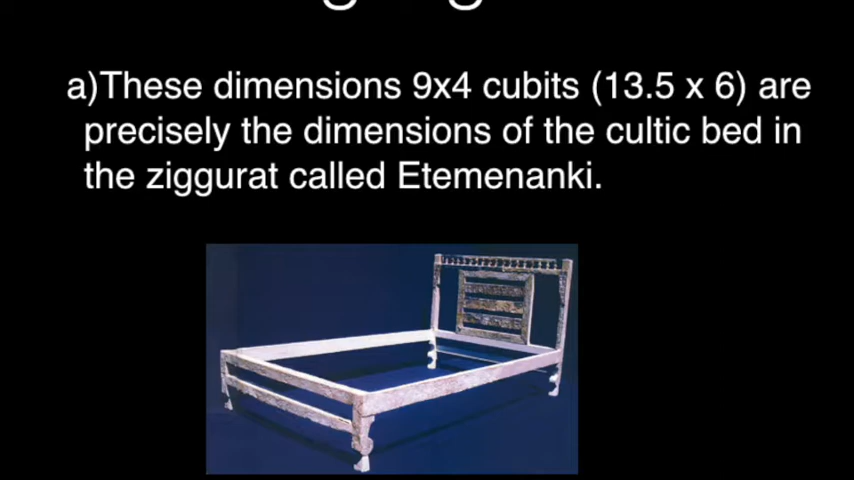 a)These dimensions 9x4 cubits (13.5 x 6) are
precisely the dimensions of the cultic bed in
the ziggurat called Etemenanki.